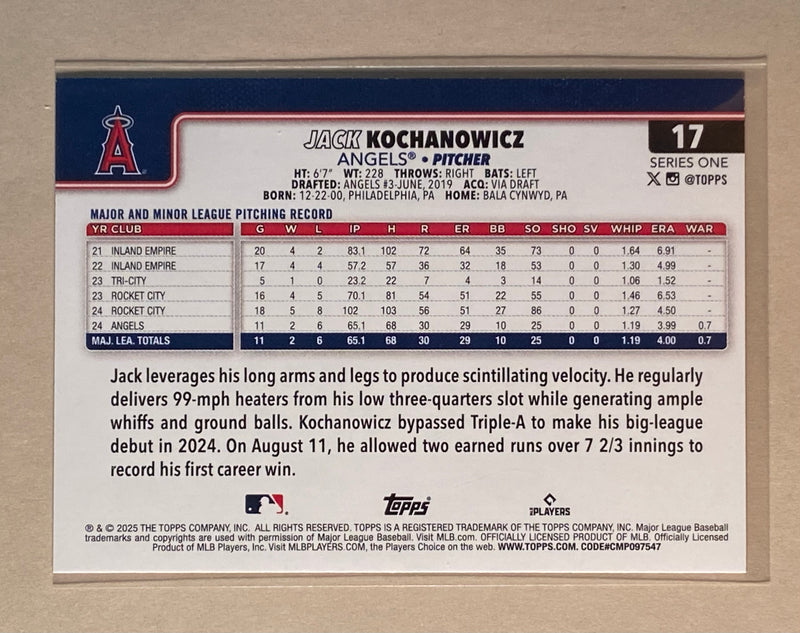 A
17
JACK KOCHANOWICZ
ANGELS® • PITCHER
SERIES ONE
@TOPPS
HT: 6'7" WT: 228 THROWS: RIGHT BATS: LEFT
DRAFTED: ANGELS #3-JUNE, 2019 ACQ: VIA DRAFT
BORN: 12-22-00, PHILADELPHIA, PA HOME: BALA CYNWYD, PA
MAJOR AND MINOR LEAGUE PITCHING RECORD
YR CLUB G W L IP H R ER BB SO SHO SV WHIP ERA WAR
21 INLAND EMPIRE 20 4 2 83.1 102 72 64 35 73 0 0 1.64 6.91 -
22 INLAND EMPIRE 17 4 4 57.2 57 36 32 18 53 0 0 1.30 4.99 -
23 TRI-CITY 5 1 0 23.2 22 7 4 3 14 0 0 1.06 1.52 -
23 ROCKET CITY 16 4 5 70.1 81 54 51 22 55 0 0 1.46 6.53 -
24 ROCKET CITY 18 5 8 102 103 56 51 27 86 0 0 1.27 4.50 -
24 ANGELS 11 2 6 65.1 68 30 29 10 25 0 0 1.19 3.99 0.7
MAJ. LEA. TOTALS 11 2 6 65.1 68 30 29 10 25 0 0 1.19 4.00 0.7
Jack leverages his long arms and legs to produce scintillating velocity. He regularly
delivers 99-mph heaters from his low three-quarters slot while generating ample
whiffs and ground balls. Kochanowicz bypassed Triple-A to make his big-league
debut in 2024. On August 11, he allowed two earned runs over 7 2/3 innings to
record his first career win.
Topps®
MLB PLAYERS
® & © 2025 THE TOPPS COMPANY, INC. ALL RIGHTS RESERVED. TOPPS IS A REGISTERED TRADEMARK OF THE TOPPS COMPANY, INC. Major League Baseball
trademarks and copyrights are used with permission of Major League Baseball. Visit MLB.com. OFFICIALLY LICENSED PRODUCT OF MLB. Officially Licensed
Product of MLB Players, Inc. Visit MLBPLAYERS.COM, the Players Choice on the web. WWW.TOPPS.COM. CODE#CMP097547